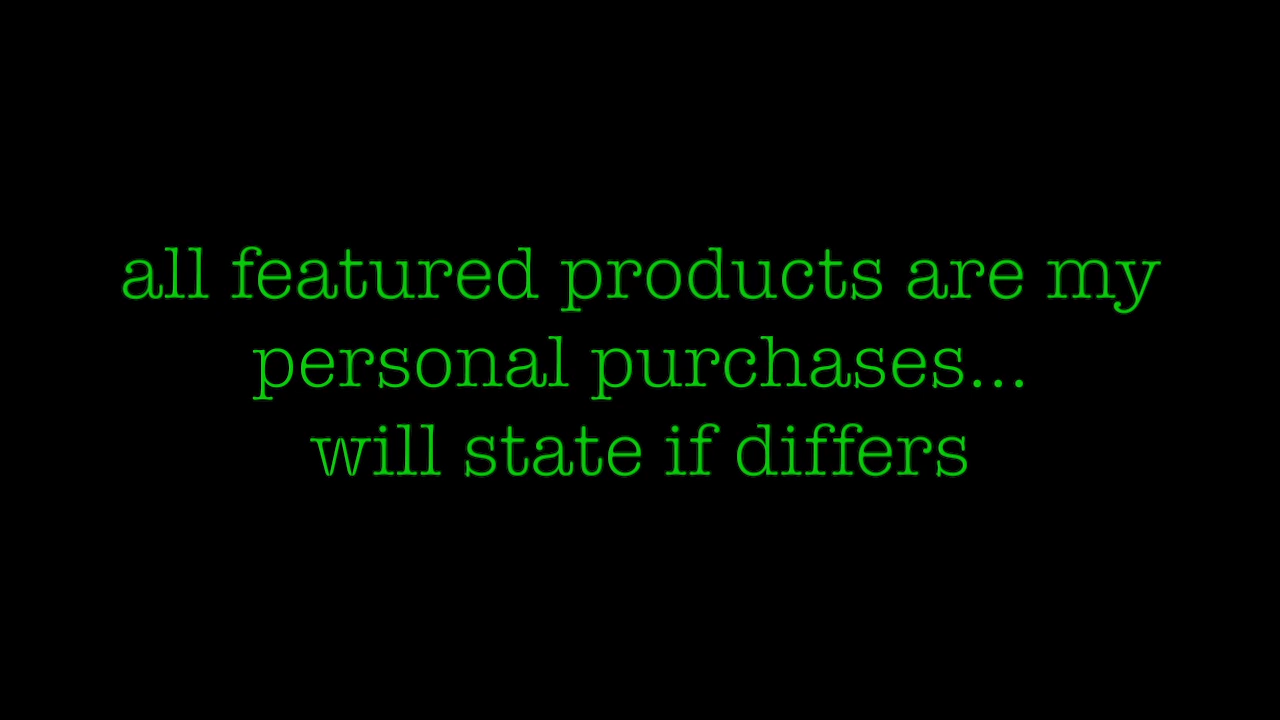 all featured products are my
personal purchases...
will state if differs